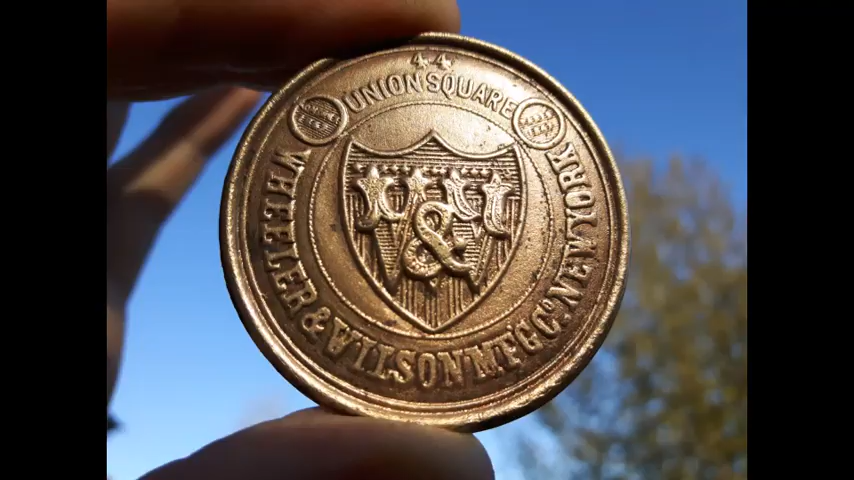 44
UNION SQUARE
WHEELER & WILSON MFG Cº. NEW YORK
W & W